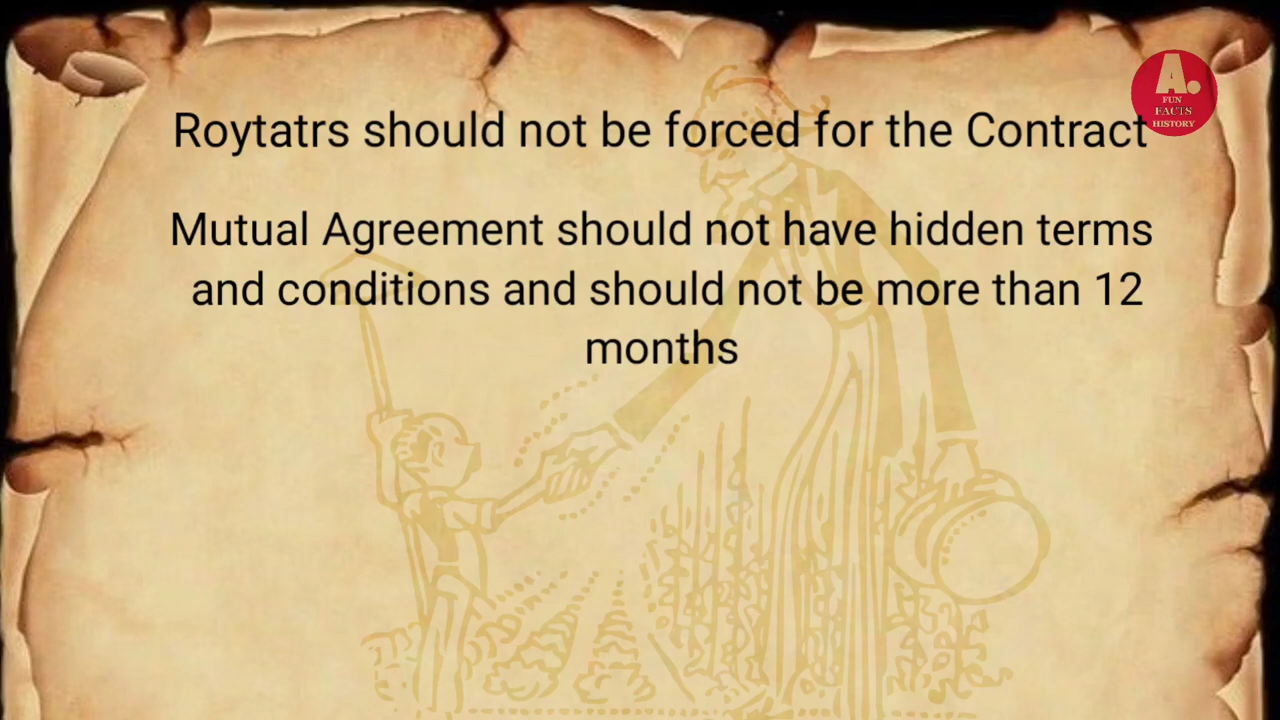 A.
FUN
FACTS
HISTORY
Roytatrs should not be forced for the Contract
Mutual Agreement should not have hidden terms
and conditions and should not be more than 12
months